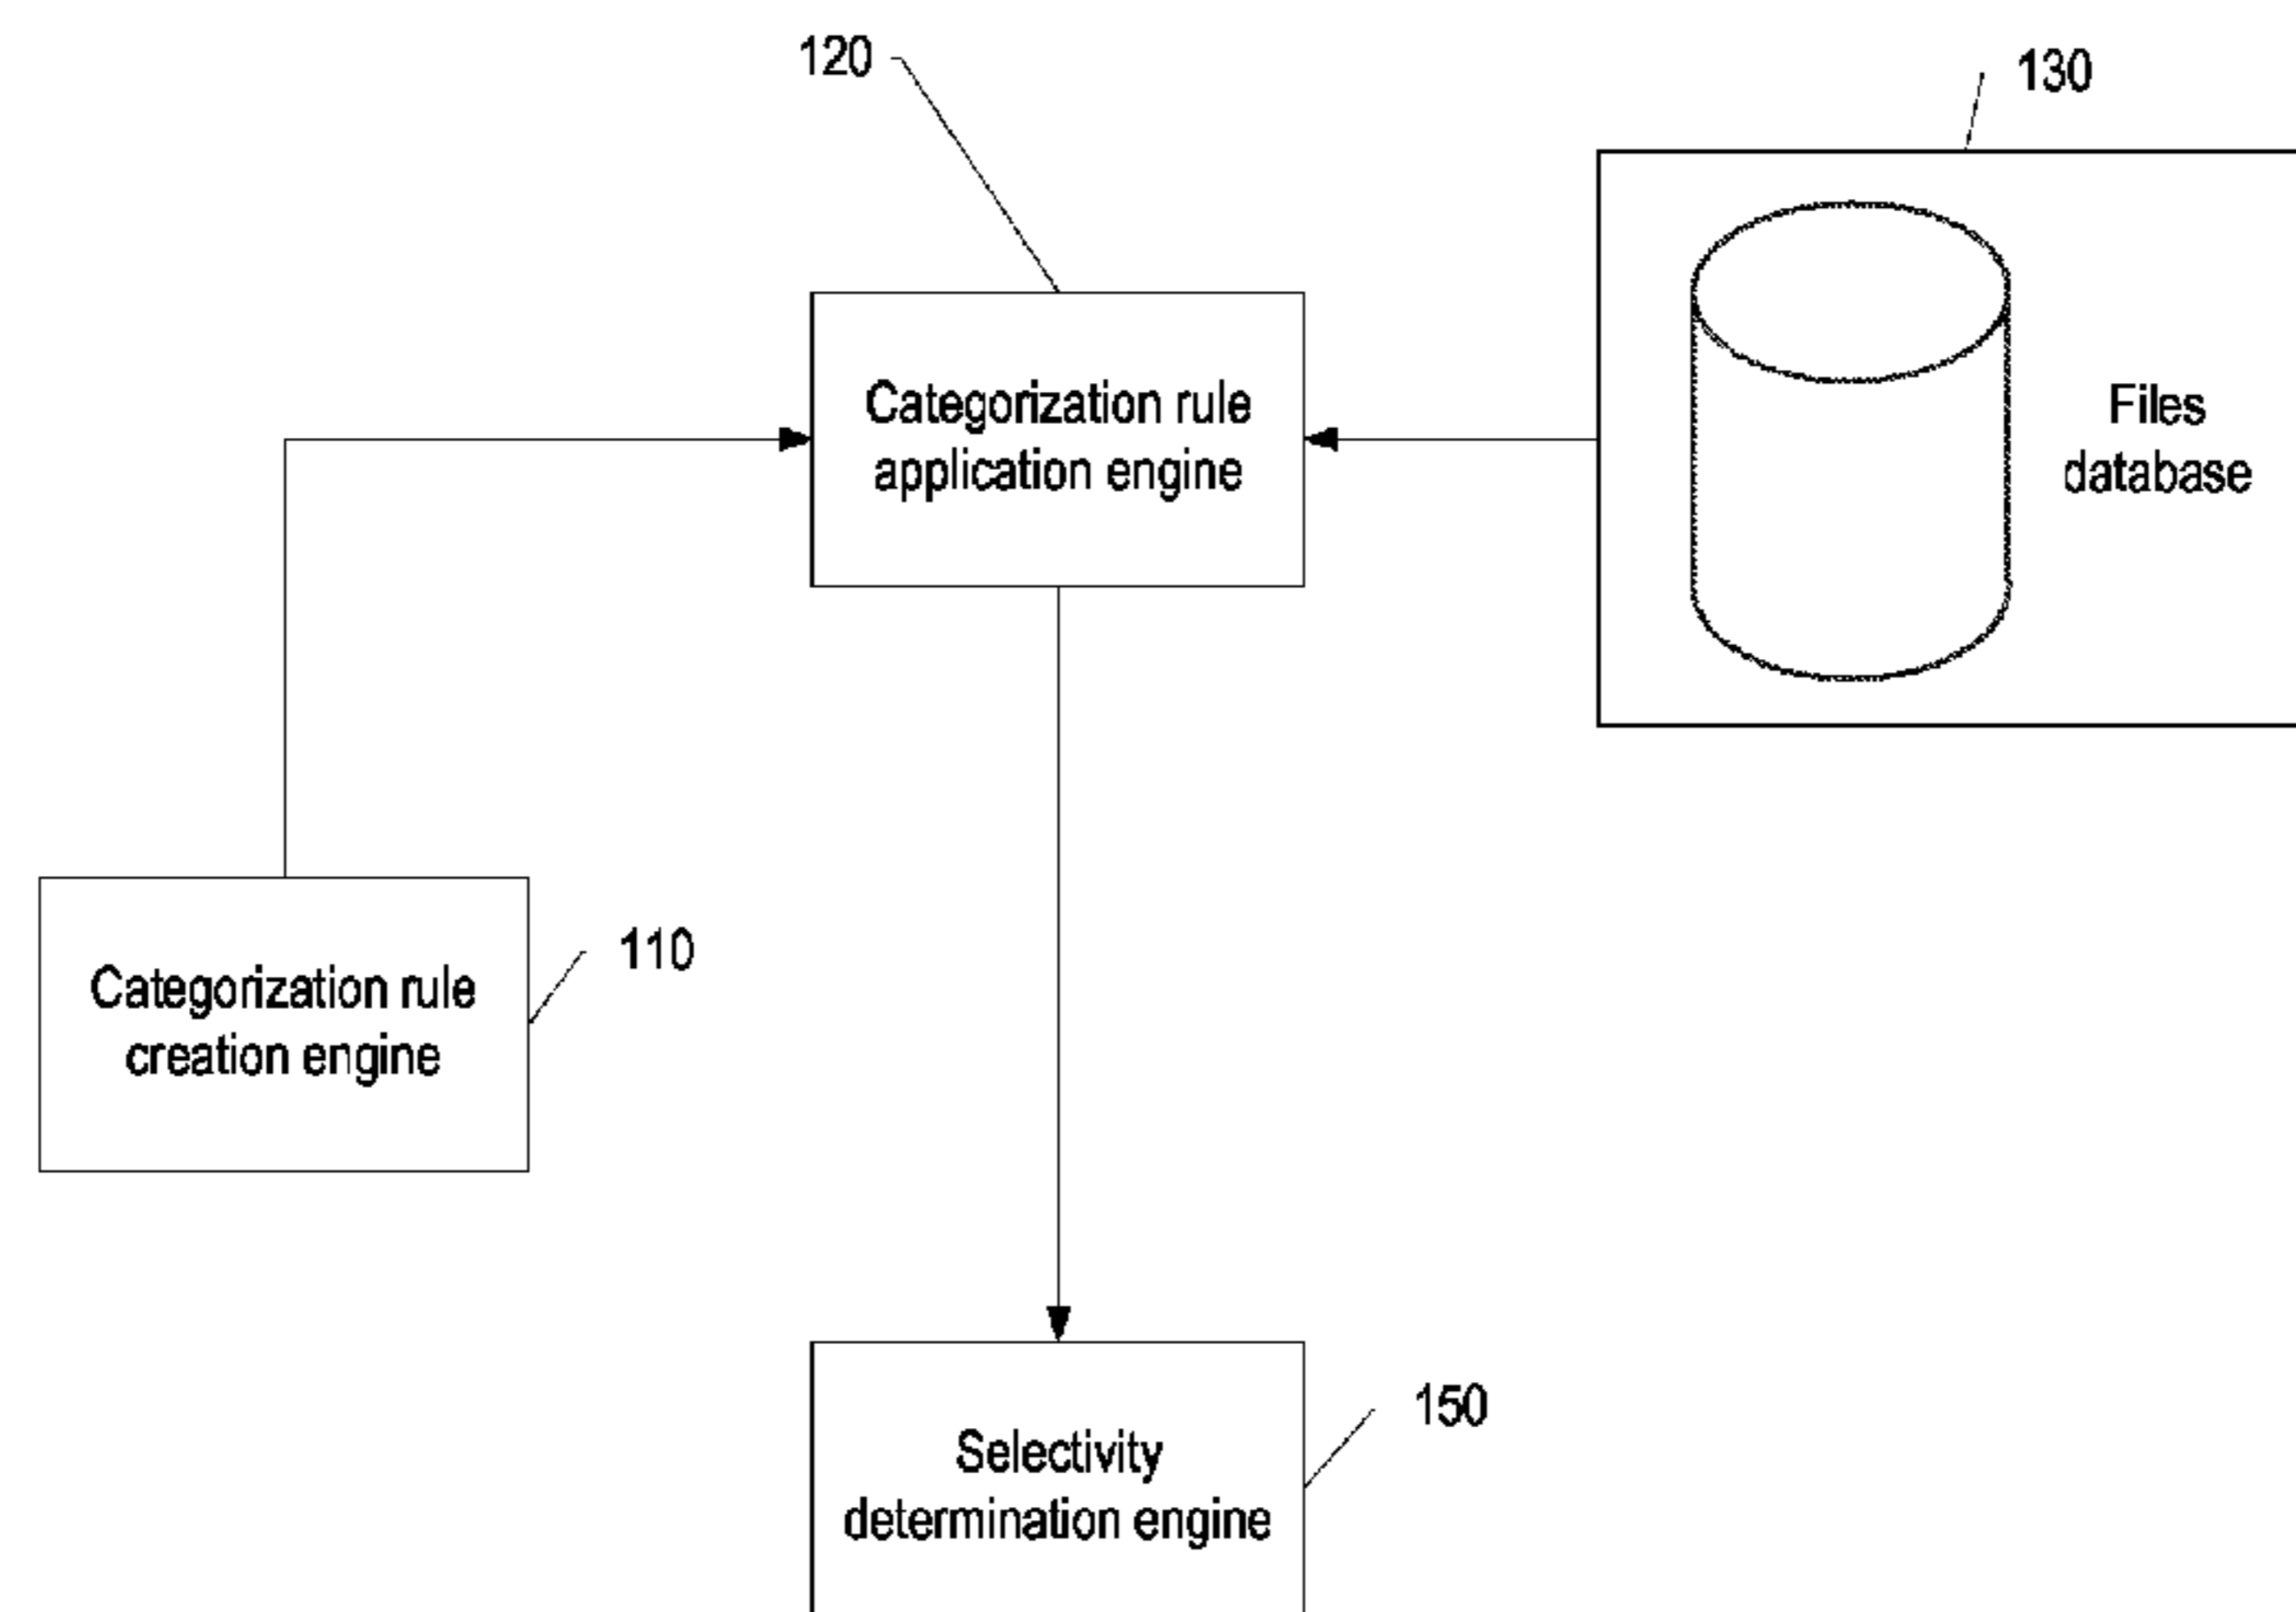 120
130
Categorization rule
application engine
Files
database
110
Categorization rule
creation engine
150
Selectivity
determination engine